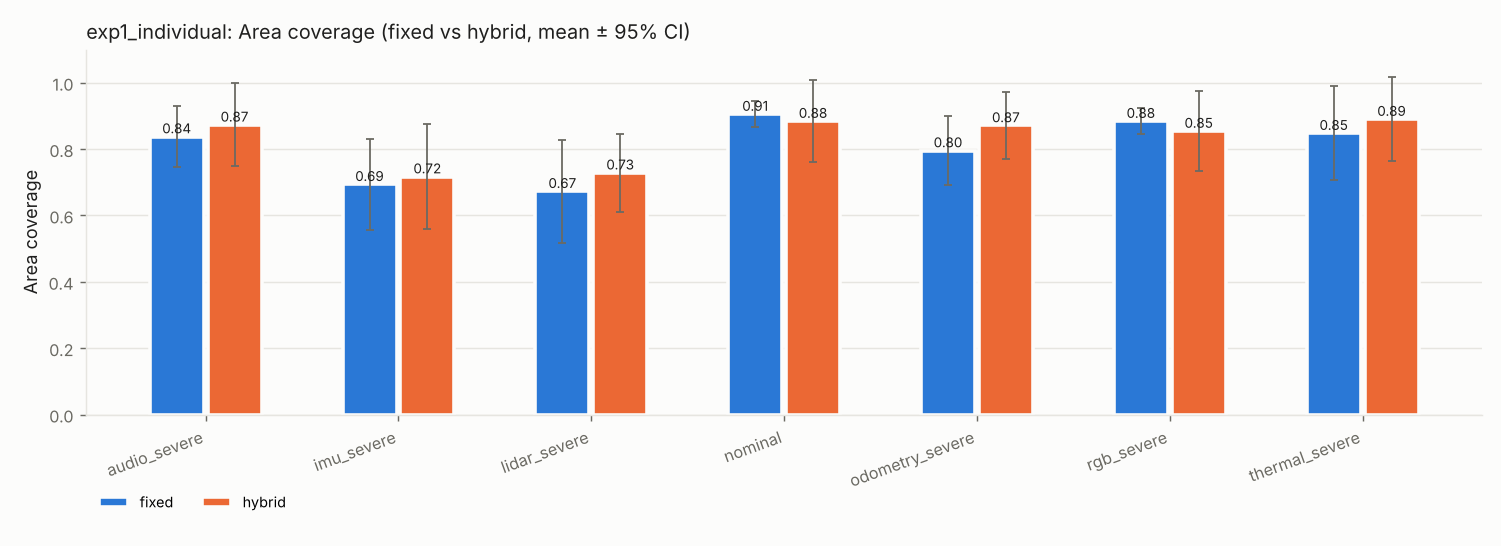 exp1_individual: Area coverage (fixed vs hybrid, mean ± 95% CI)
Area coverage
1.0
0.8
0.6
0.4
0.2
0.0
0.84 0.87
0.69 0.72
0.67 0.73
0.91 0.88
0.80 0.87
0.88 0.85
0.85 0.89
audio_severe
imu_severe
lidar_severe
nominal
odometry_severe
rgb_severe
thermal_severe
fixed hybrid